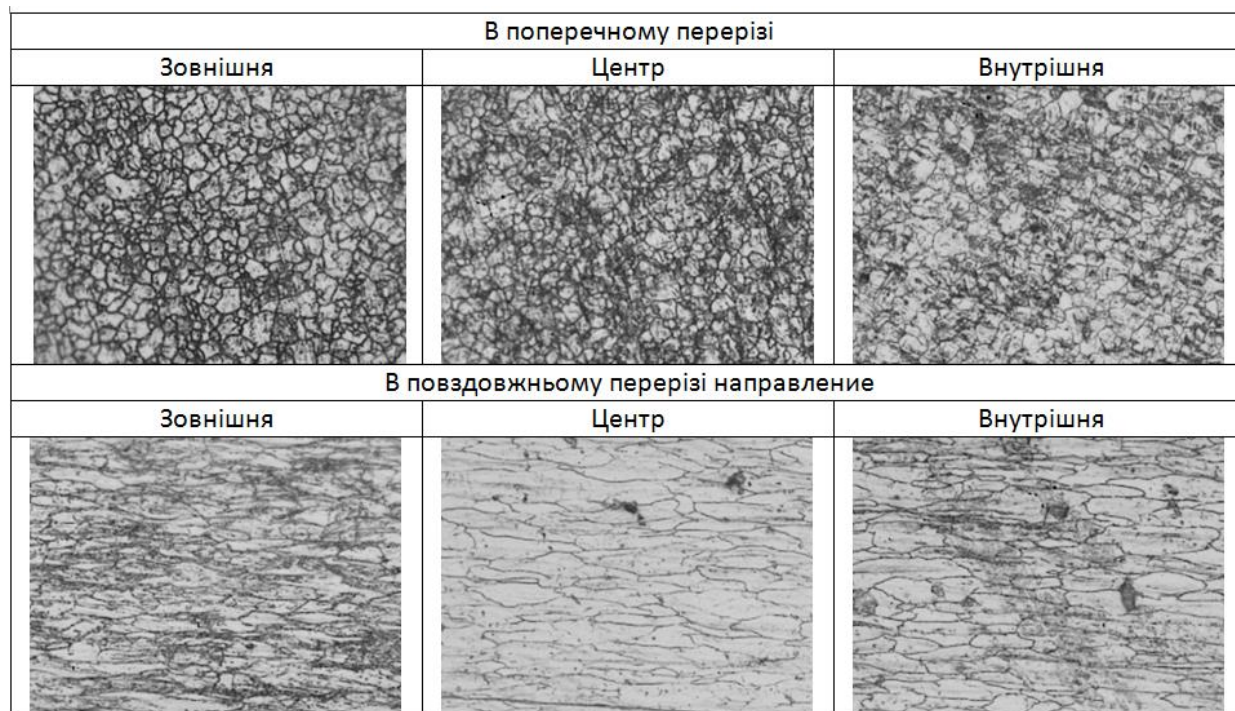 В поперечному перерізі
Зовнішня Центр Внутрішня
В повздовжньому перерізі направление
Зовнішня Центр Внутрішня